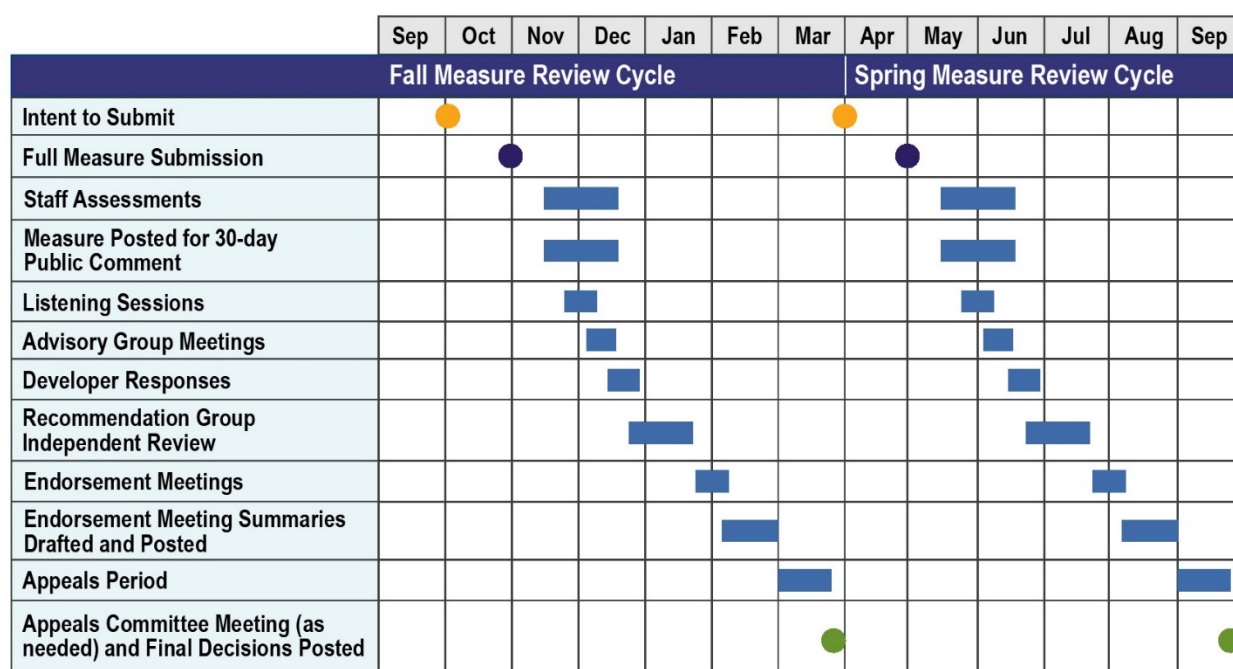 Sep Oct Nov Dec Jan Feb Mar Apr May Jun Jul Aug Sep
Fall Measure Review Cycle Spring Measure Review Cycle
Intent to Submit
Full Measure Submission
Staff Assessments
Measure Posted for 30-day
Public Comment
Listening Sessions
Advisory Group Meetings
Developer Responses
Recommendation Group
Independent Review
Endorsement Meetings
Endorsement Meeting Summaries
Drafted and Posted
Appeals Period
Appeals Committee Meeting (as
needed) and Final Decisions Posted